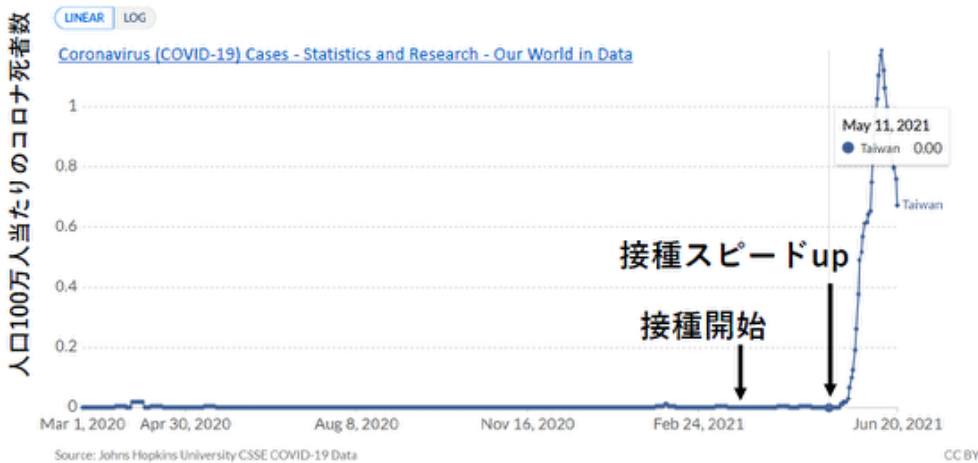 LINEAR LOG
Coronavirus (COVID-19) Cases - Statistics and Research - Our World in Data
人口100万人当たりのコロナ死者数
1
May 11, 2021
Taiwan 0.00
0.8
Taiwan
0.6
接種スピードup
0.4
接種開始
0.2
0
Mar 1, 2020 Apr 30, 2020 Aug 8, 2020 Nov 16, 2020 Feb 24, 2021 Jun 20, 2021
Source: Johns Hopkins University CSSE COVID-19 Data CC BY